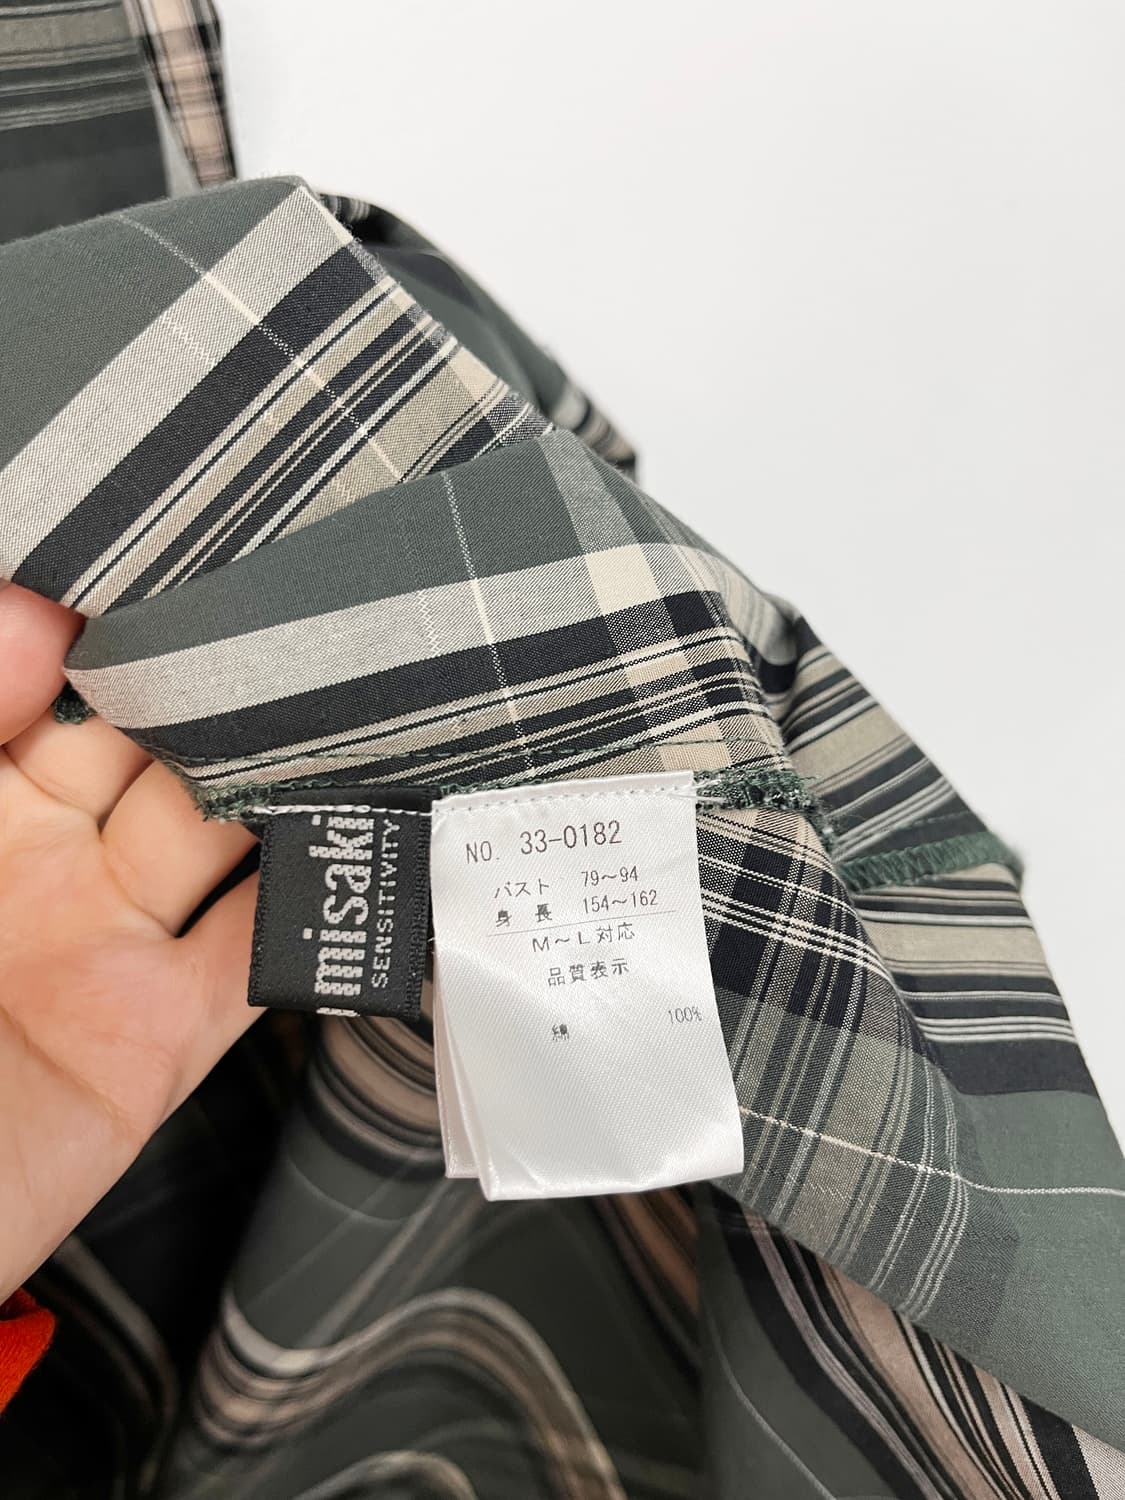 misaki
SENSITIVITY
NO. 33-0182
バスト 79～94
身長 154～162
M～L対応
品質表示
綿 100%